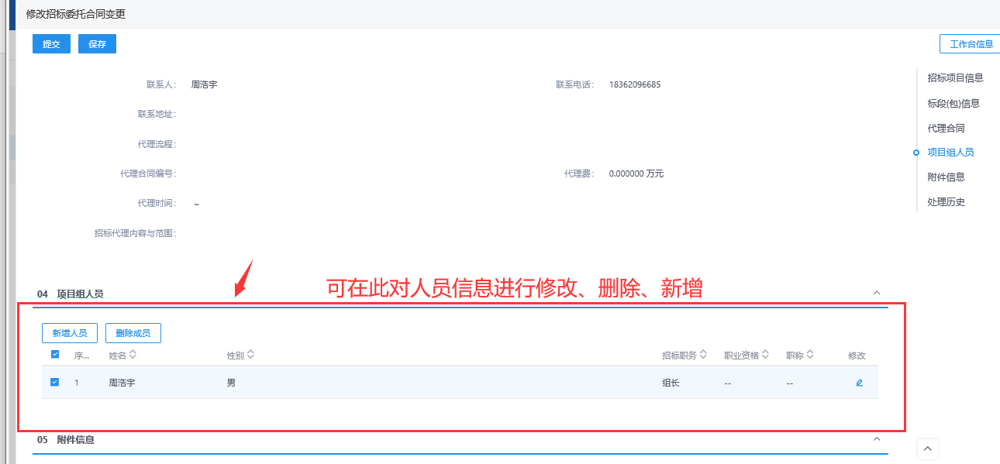 修改招标委托合同变更
提交 保存 工作台信息
联系人: 周浩宇 联系电话: 18362096685
联系地址:
代理流程:
代理合同编号: 代理费: 0.000000 万元
代理时间: ~
招标代理内容与范围:
招标项目信息
标段(包)信息
代理合同
项目组人员
附件信息
处理历史
可在此对人员信息进行修改、删除、新增
04 项目组人员
新增人员 删除成员
序... 姓名 性别 招标职务 职业资格 职称 修改
1 周浩宇 男 组长 -- --
05 附件信息